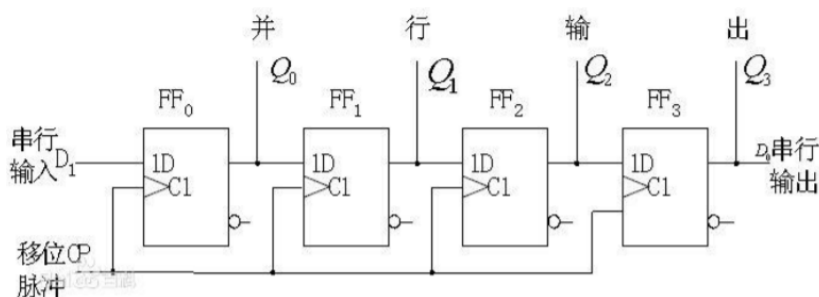 并 行 输 出
Q₀ Q₁ Q₂ Q₃
FF₀ FF₁ FF₂ FF₃
串行
输入D₁
1D 1D 1D 1D
D₀串行
输出
C1 C1 C1 C1
移位CP
脉冲